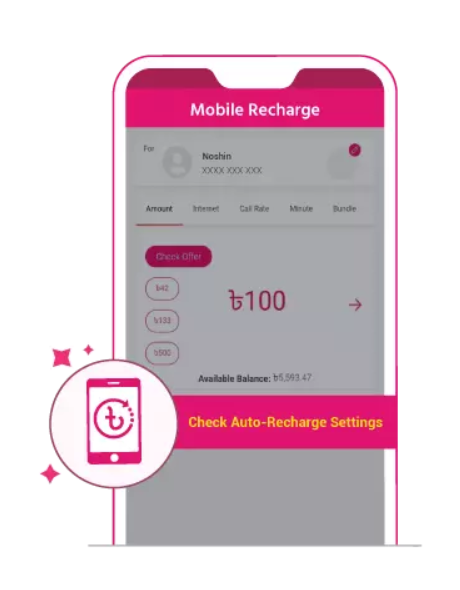 Mobile Recharge
For
Noshin
XXXX XXX XXX
Amount Internet Call Rate Minute Bundle
Check Offer
৳42
৳100
৳500
Available Balance: ৳5,593.47
Check Auto-Recharge Settings
৳